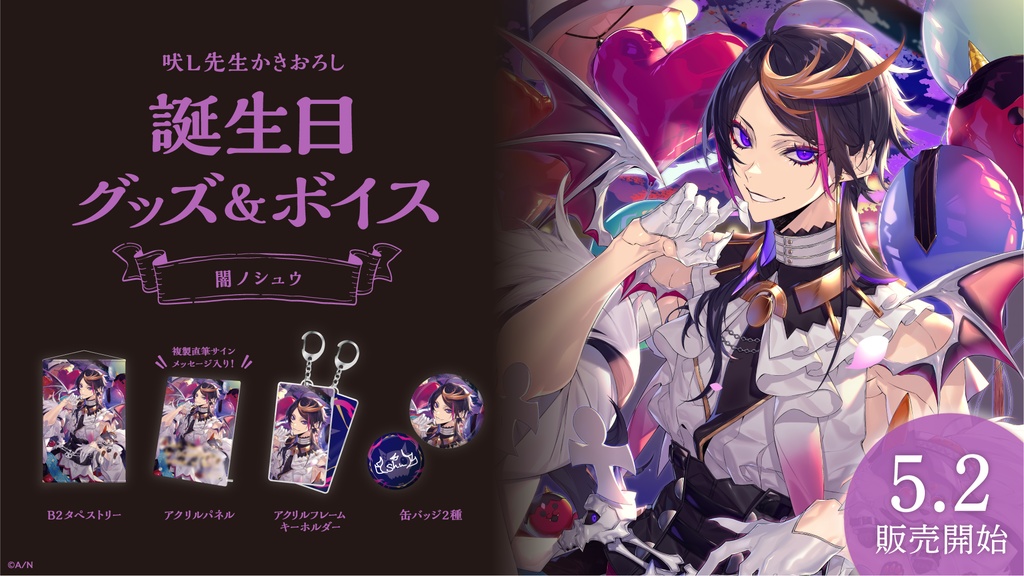 吠L先生かきおろし
誕生日
グッズ&ボイス
闇ノシュウ
複製直筆サイン
メッセージ入り!
B2タペストリー
アクリルパネル
アクリルフレーム
キーホルダー
缶バッジ2種
5.2
販売開始
©A/N